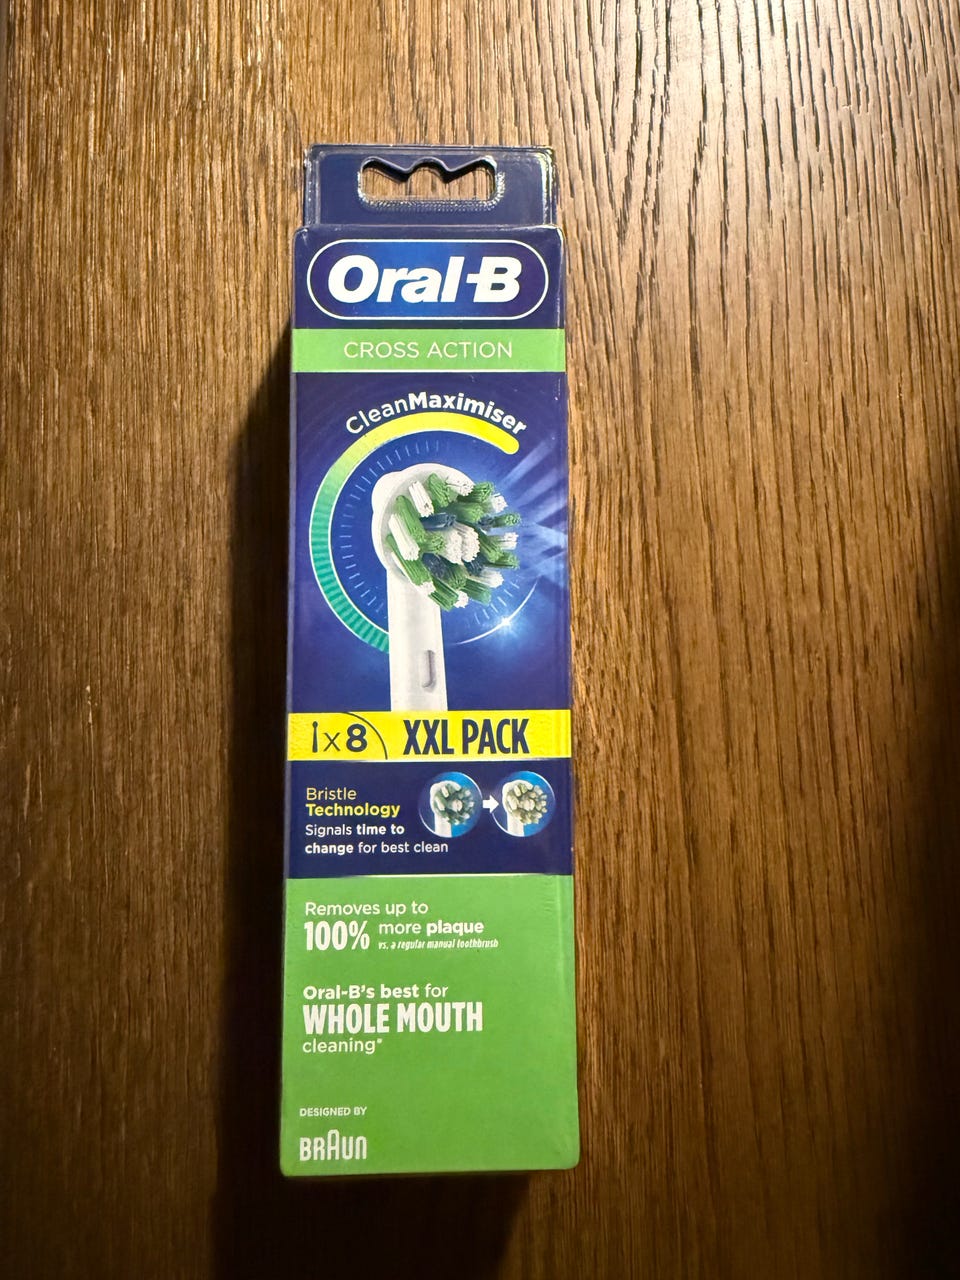 Oral-B
CROSS ACTION
CleanMaximiser
x8 XXL PACK
Bristle
Technology
Signals time to
change for best clean
Removes up to
100% more plaque
vs. a regular manual toothbrush
Oral-B's best for
WHOLE MOUTH
cleaning*
DESIGNED BY
BRAUN